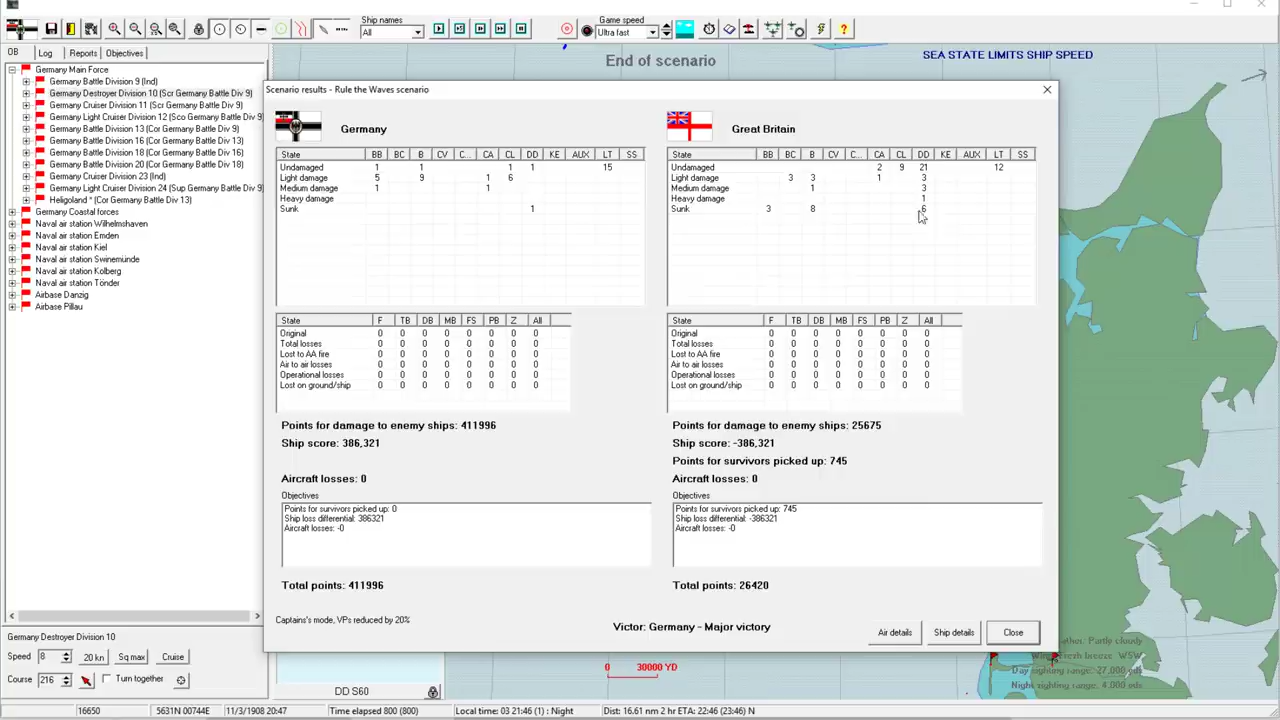 Ship names
All
Game speed
Ultra fast
OB Log Reports Objectives
Germany Main Force
Germany Battle Division 9 (Ind)
Germany Destroyer Division 10 (Scr Germany Battle Div 9)
Germany Cruiser Division 11 (Scr Germany Battle Div 9)
Germany Light Cruiser Division 12 (Sco Germany Battle Div 9)
Germany Battle Division 13 (Cor Germany Battle Div 9)
Germany Battle Division 16 (Cor Germany Battle Div 13)
Germany Battle Division 18 (Cor Germany Battle Div 16)
Germany Battle Division 20 (Cor Germany Battle Div 18)
Germany Cruiser Division 23 (Ind)
Germany Light Cruiser Division 24 (Sup Germany Battle Div 9)
Heligoland * (Cor Germany Battle Div 13)
Germany Coastal forces
Naval air station Wilhelmshaven
Naval air station Emden
Naval air station Kiel
Naval air station Swinemünde
Naval air station Kolberg
Naval air station Tönder
Airbase Danzig
Airbase Pillau
End of scenario
SEA STATE LIMITS SHIP SPEED
Scenario results - Rule the Waves scenario
Germany
State BB BC B CV C... CA CL DD KE AUX LT SS
Undamaged 1 1 1 1 15
Light damage 5 9 1 6
Medium damage 1 1
Heavy damage
Sunk 1
State F TB DB MB FS PB Z All
Original 0 0 0 0 0 0 0 0
Total losses 0 0 0 0 0 0 0 0
Lost to AA fire 0 0 0 0 0 0 0 0
Air to air losses 0 0 0 0 0 0 0 0
Operational losses 0 0 0 0 0 0 0 0
Lost on ground/ship 0 0 0 0 0 0 0 0
Points for damage to enemy ships: 411996
Ship score: 386,321
Aircraft losses: 0
Objectives
Points for survivors picked up: 0
Ship loss differential: 386321
Aircraft losses: -0
Total points: 411996
Great Britain
State BB BC B CV C... CA CL DD KE AUX LT SS
Undamaged 2 9 21 12
Light damage 3 3 1 3
Medium damage 1 3
Heavy damage 1
Sunk 3 8 6
State F TB DB MB FS PB Z All
Original 0 0 0 0 0 0 0 0
Total losses 0 0 0 0 0 0 0 0
Lost to AA fire 0 0 0 0 0 0 0 0
Air to air losses 0 0 0 0 0 0 0 0
Operational losses 0 0 0 0 0 0 0 0
Lost on ground/ship 0 0 0 0 0 0 0 0
Points for damage to enemy ships: 25675
Ship score: -386,321
Points for survivors picked up: 745
Aircraft losses: 0
Objectives
Points for survivors picked up: 745
Ship loss differential: -386321
Aircraft losses: -0
Total points: 26420
Captains's mode, VPs reduced by 20%
Victor: Germany - Major victory
Air details Ship details Close
Germany Destroyer Division 10
Speed 8 20 kn Sq max Cruise
Course 216 Turn together
DD S60
0 30000 YD
Partly cloudy
breeze WSW
Day sighting range: 27,000 yds
Night sighting range: 4,000 yds
16650 5631N 00744E 11/3/1908 20:47 Time elapsed 800 (800) Local time: 03 21:46 (1) : Night Dist: 16.61 nm 2 hr ETA: 22:46 (23:46) N